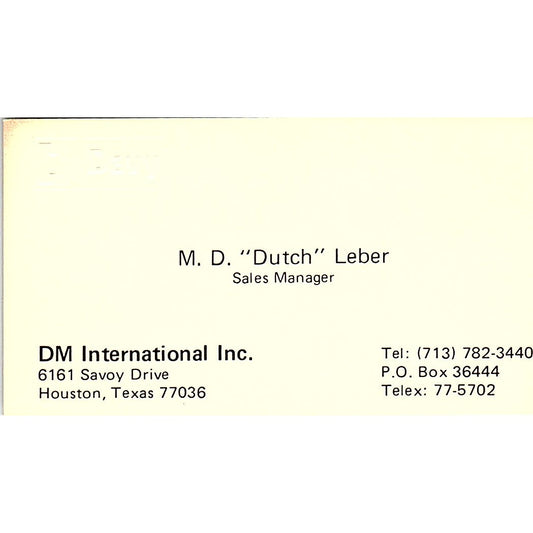 M. D. "Dutch" Leber
Sales Manager
DM International Inc.
6161 Savoy Drive
Houston, Texas 77036
Tel: (713) 782-3440
P.O. Box 36444
Telex: 77-5702